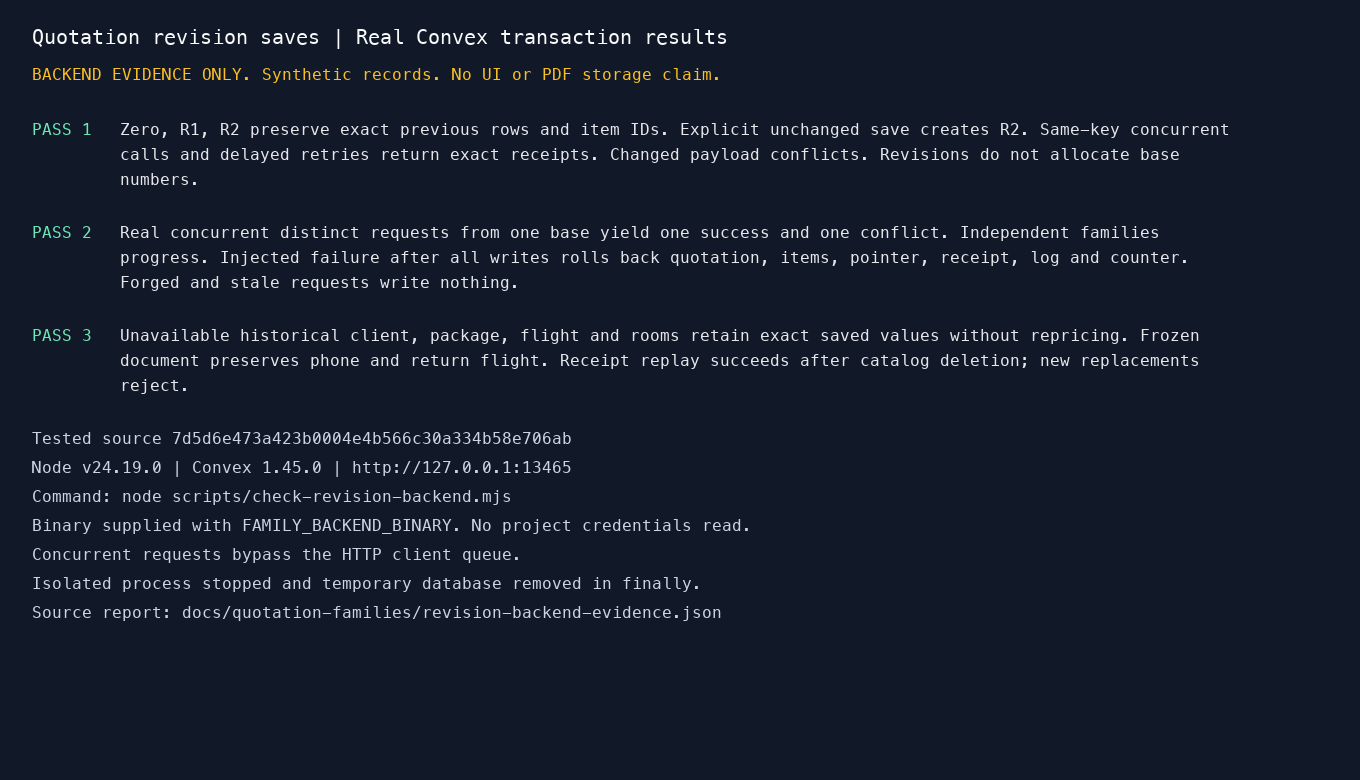 Quotation revision saves | Real Convex transaction results
BACKEND EVIDENCE ONLY. Synthetic records. No UI or PDF storage claim.
PASS 1 Zero, R1, R2 preserve exact previous rows and item IDs. Explicit unchanged save creates R2. Same-key concurrent
calls and delayed retries return exact receipts. Changed payload conflicts. Revisions do not allocate base
numbers.
PASS 2 Real concurrent distinct requests from one base yield one success and one conflict. Independent families
progress. Injected failure after all writes rolls back quotation, items, pointer, receipt, log and counter.
Forged and stale requests write nothing.
PASS 3 Unavailable historical client, package, flight and rooms retain exact saved values without repricing. Frozen
document preserves phone and return flight. Receipt replay succeeds after catalog deletion; new replacements
reject.
Tested source 7d5d6e473a423b0004e4b566c30a334b58e706ab
Node v24.19.0 | Convex 1.45.0 | http://127.0.0.1:13465
Command: node scripts/check-revision-backend.mjs
Binary supplied with FAMILY_BACKEND_BINARY. No project credentials read.
Concurrent requests bypass the HTTP client queue.
Isolated process stopped and temporary database removed in finally.
Source report: docs/quotation-families/revision-backend-evidence.json